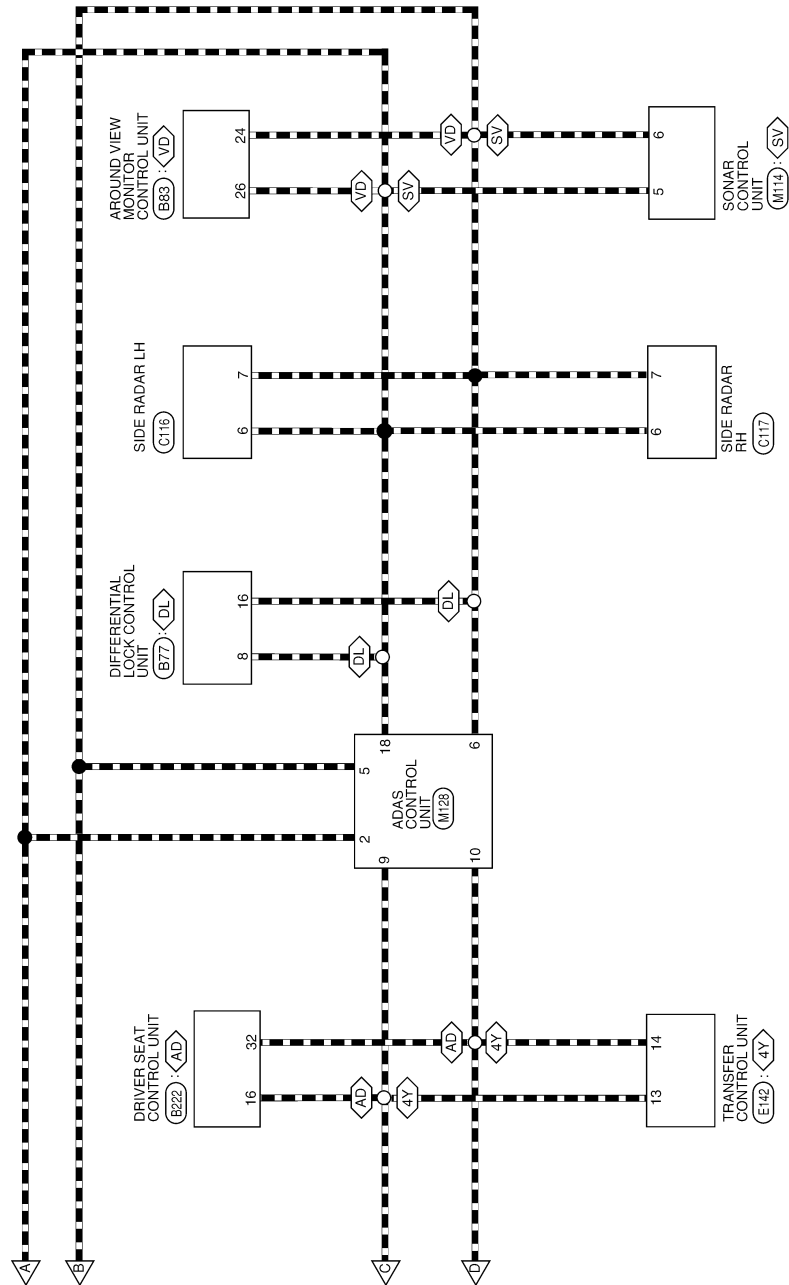 A
B
C
D
DRIVER SEAT
CONTROL UNIT
B222 : AD
16
32
AD
4Y
AD
4Y
13
14
TRANSFER
CONTROL UNIT
E142 : 4Y
9
10
2
5
ADAS
CONTROL
UNIT
M128
18
6
DIFFERENTIAL
LOCK CONTROL
UNIT
B77 : DL
8
16
DL
DL
SIDE RADAR LH
C116
6
7
6
7
SIDE RADAR
RH
C117
AROUND VIEW
MONITOR
CONTROL UNIT
B83 : VD
26
24
VD
SV
VD
SV
5
6
SONAR
CONTROL
UNIT
M114 : SV